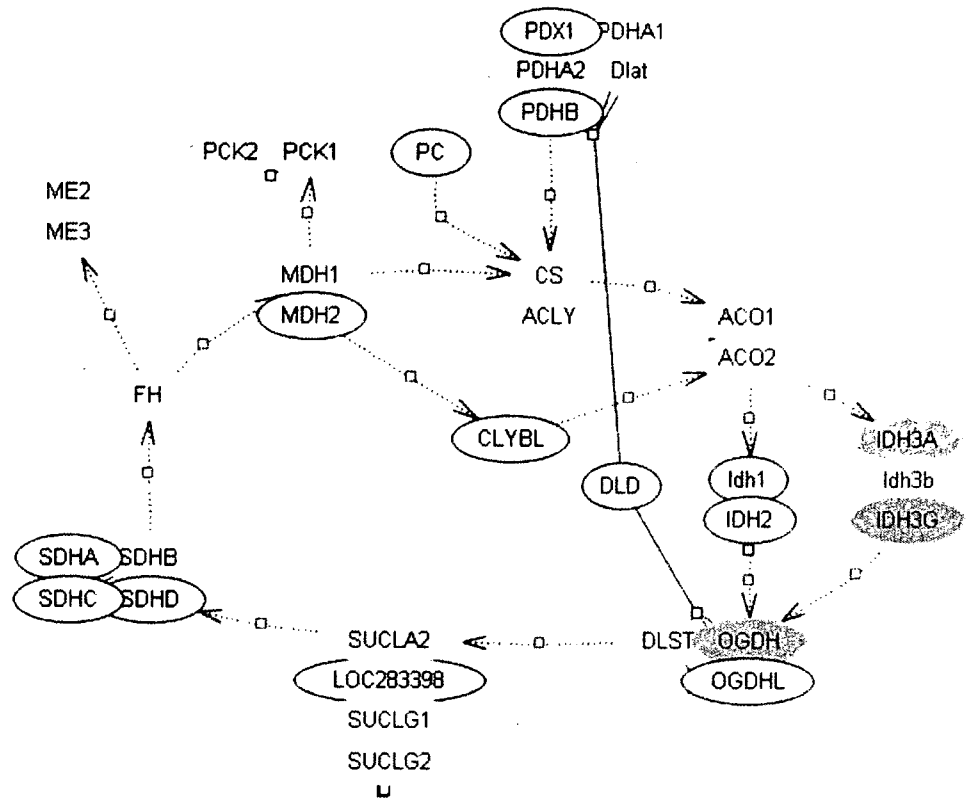 PDX1 PDHA1
PDHA2 Dlat
PDHB
PCK2 PCK1
PC
ME2
ME3
MDH1
MDH2
CS
ACLY
ACO1
ACO2
FH
CLYBL
IDH3A
Idh3b
IDH3G
Idh1
IDH2
DLD
SDHA SDHB
SDHC SDHD
SUCLA2
LOC283398
SUCLG1
SUCLG2
DLST OGDH
OGDHL